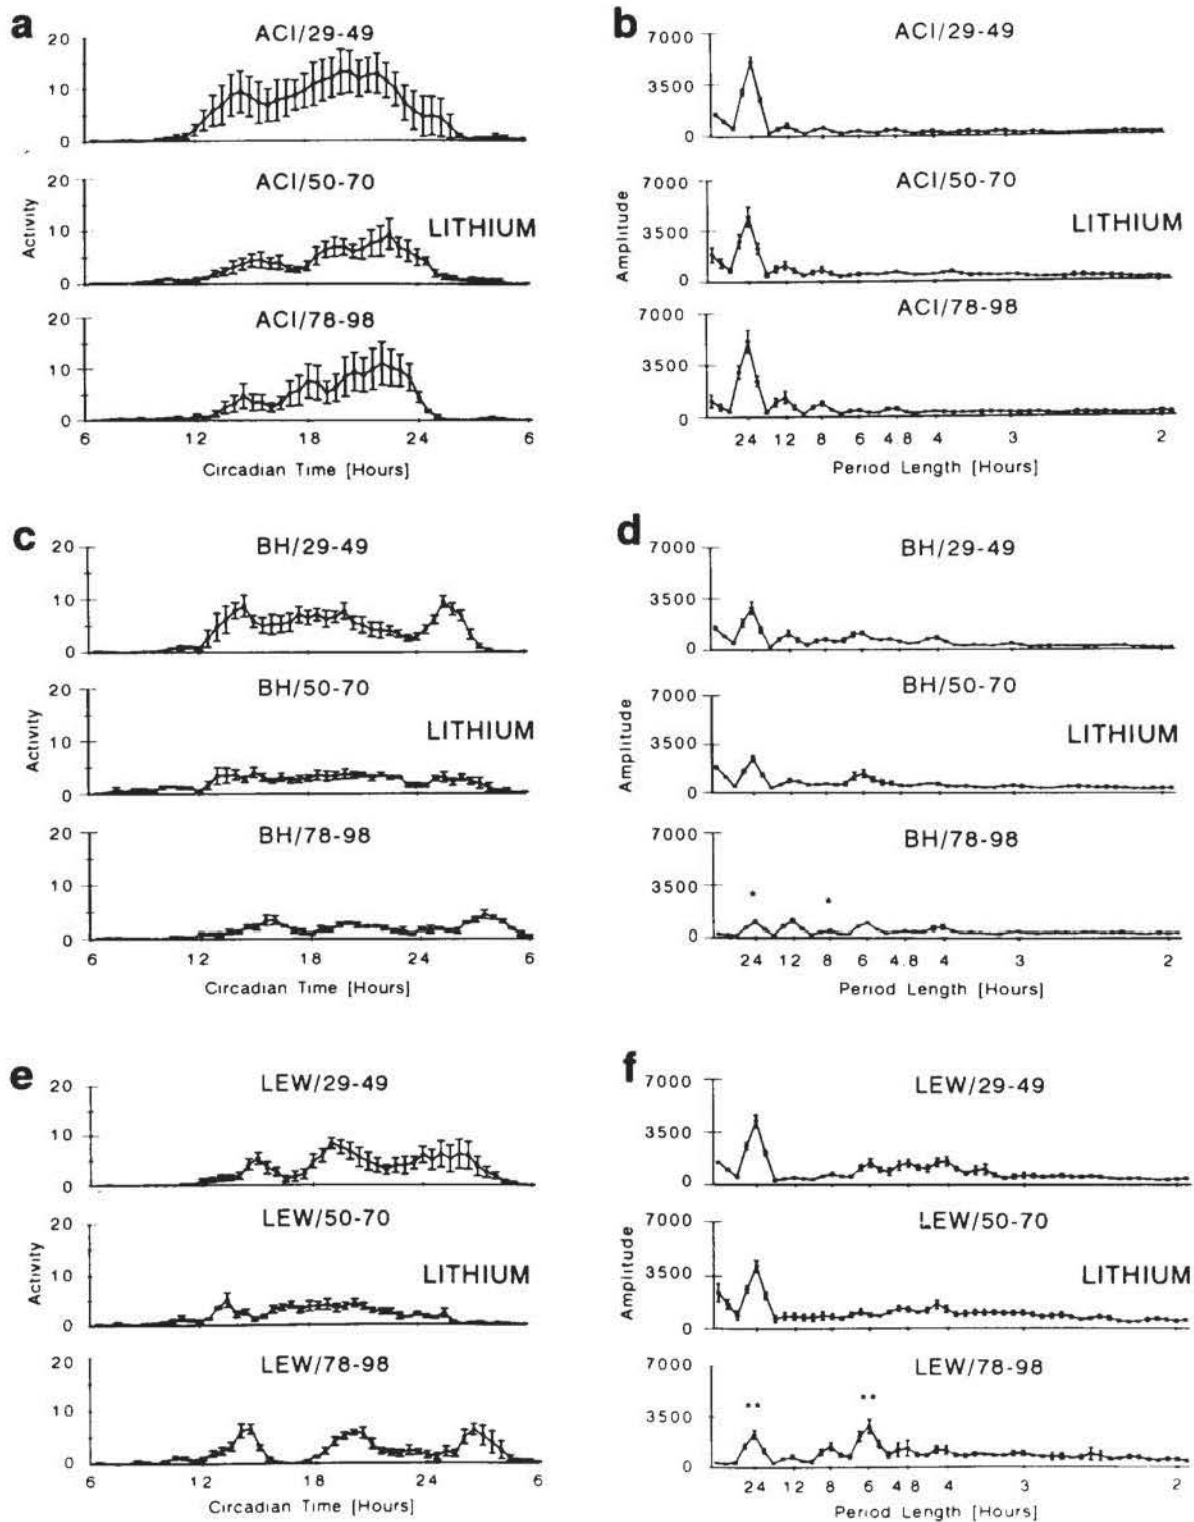 a
ACI/29-49
20
10
0
ACI/50-70
LITHIUM
20
10
0
Activity
ACI/78-98
20
10
0
6 12 18 24 6
Circadian Time [Hours]
b
ACI/29-49
7000
3500
0
ACI/50-70
LITHIUM
7000
3500
0
Amplitude
ACI/78-98
7000
3500
0
24 12 8 6 4.8 4 3 2
Period Length [Hours]
c
BH/29-49
20
10
0
BH/50-70
LITHIUM
20
10
0
Activity
BH/78-98
20
10
0
6 12 18 24 6
Circadian Time [Hours]
d
BH/29-49
7000
3500
0
BH/50-70
LITHIUM
7000
3500
0
Amplitude
BH/78-98
7000
3500
0
* *
24 12 8 6 4.8 4 3 2
Period Length [Hours]
e
LEW/29-49
20
10
0
LEW/50-70
LITHIUM
20
10
0
Activity
LEW/78-98
20
10
0
6 12 18 24 6
Circadian Time [Hours]
f
LEW/29-49
7000
3500
0
LEW/50-70
LITHIUM
7000
3500
0
Amplitude
LEW/78-98
7000
3500
0
** **
24 12 8 6 4 8 4 3 2
Period Length [Hours]